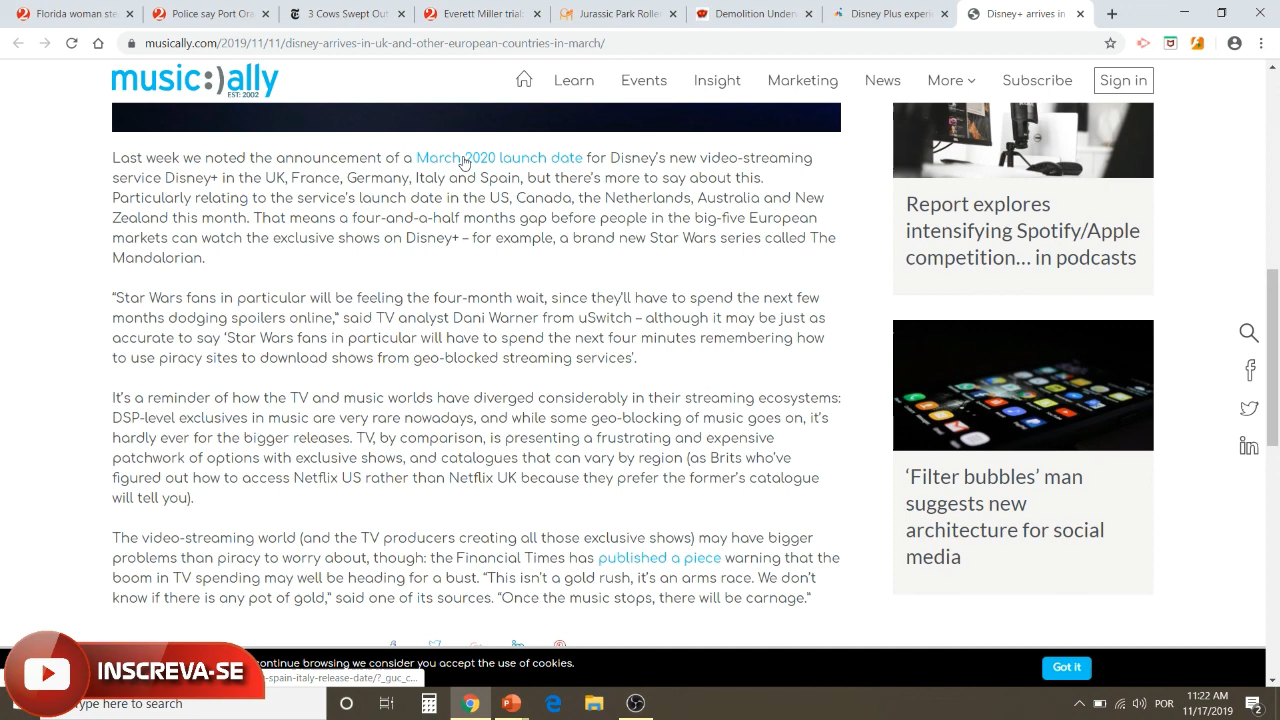 Florida woman ste
Police say Port Ora
3 Cows Swept Out
Everett Miller trial
Jurassic Park Rolle
Demolition Under
Disney Plus experi
Disney+ arrives in
musically.com/2019/11/11/disney-arrives-in-uk-and-other-european-countries-in-march/
music:)ally
EST: 2002
Learn
Events
Insight
Marketing
News
More
Subscribe
Sign in
Last week we noted the announcement of a March 2020 launch date for Disney's new video-streaming
service Disney+ in the UK, France, Germany, Italy and Spain, but there's more to say about this.
Particularly relating to the service's launch date in the US, Canada, the Netherlands, Australia and New
Zealand this month. That means a four-and-a-half months gap before people in the big-five European
markets can watch the exclusive shows on Disney+ – for example, a brand new Star Wars series called The
Mandalorian.
“Star Wars fans in particular will be feeling the four-month wait, since they'll have to spend the next few
months dodging spoilers online,” said TV analyst Dani Warner from uSwitch – although it may be just as
accurate to say ‘Star Wars fans in particular will have to spend the next four minutes remembering how
to use piracy sites to download shows from geo-blocked streaming services’.
It's a reminder of how the TV and music worlds have diverged considerably in their streaming ecosystems:
DSP-level exclusives in music are very rare nowadays, and while some geo-blocking of music goes on, it's
hardly ever for the bigger releases. TV, by comparison, is presenting a frustrating and expensive
patchwork of options with exclusive shows, and catalogues that can vary by region (as Brits who've
figured out how to access Netflix US rather than Netflix UK because they prefer the former's catalogue
will tell you).
The video-streaming world (and the TV producers creating all those exclusive shows) may have bigger
problems than piracy to worry about, though: the Financial Times has published a piece warning that the
boom in TV spending may well be heading for a bust. “This isn't a gold rush, it's an arms race. We don't
know if there is any pot of gold,” said one of its sources. “Once the music stops, there will be carnage.”
Report explores
intensifying Spotify/Apple
competition… in podcasts
‘Filter bubbles’ man
suggests new
architecture for social
media
continue browsing we consider you accept the use of cookies.
Got it
-spain-italy-release-date/?_guc_c...
INSCREVA-SE
ype here to search
POR
11:22 AM
11/17/2019
2